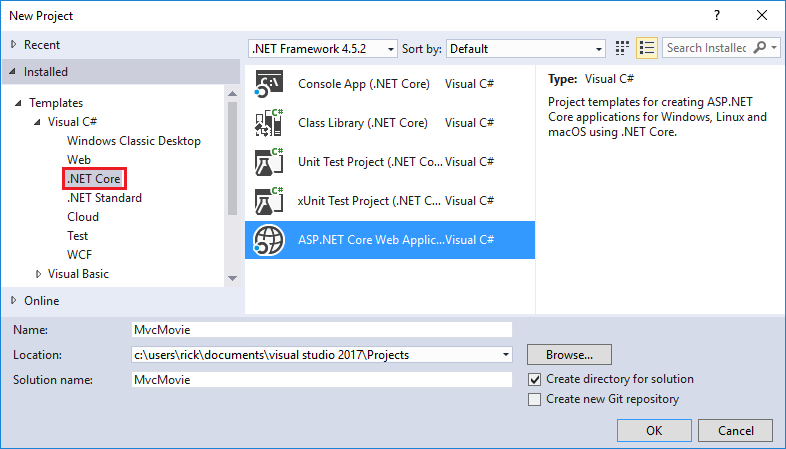 New Project
Recent
.NET Framework 4.5.2 Sort by: Default Search Installed
Installed
Templates
Visual C#
Windows Classic Desktop
Web
.NET Core
.NET Standard
Cloud
Test
WCF
Visual Basic
Online
Console App (.NET Core) Visual C#
Class Library (.NET Core) Visual C#
Unit Test Project (.NET Co... Visual C#
xUnit Test Project (.NET C... Visual C#
ASP.NET Core Web Applic... Visual C#
Type: Visual C#
Project templates for creating ASP.NET
Core applications for Windows, Linux and
macOS using .NET Core.
Name: MvcMovie
Location: c:\users\rick\documents\visual studio 2017\Projects Browse...
Solution name: MvcMovie
Create directory for solution
Create new Git repository
OK Cancel